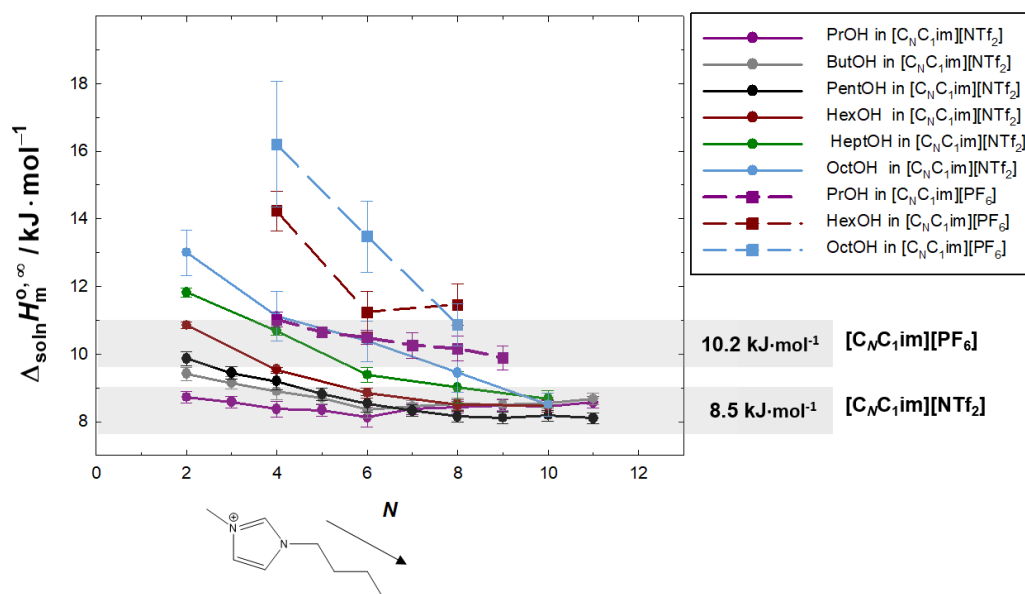 Δsoln Hm^o,∞ / kJ·mol⁻¹
18
16
14
12
10
8
0 2 4 6 8 10 12
N
PrOH in [CNC1im][NTf2]
ButOH in [CNC1im][NTf2]
PentOH in [CNC1im][NTf2]
HexOH in [CNC1im][NTf2]
HeptOH in [CNC1im][NTf2]
OctOH in [CNC1im][NTf2]
PrOH in [CNC1im][PF6]
HexOH in [CNC1im][PF6]
OctOH in [CNC1im][PF6]
10.2 kJ·mol⁻¹ [CNC1im][PF6]
8.5 kJ·mol⁻¹ [CNC1im][NTf2]
N
⊕
N